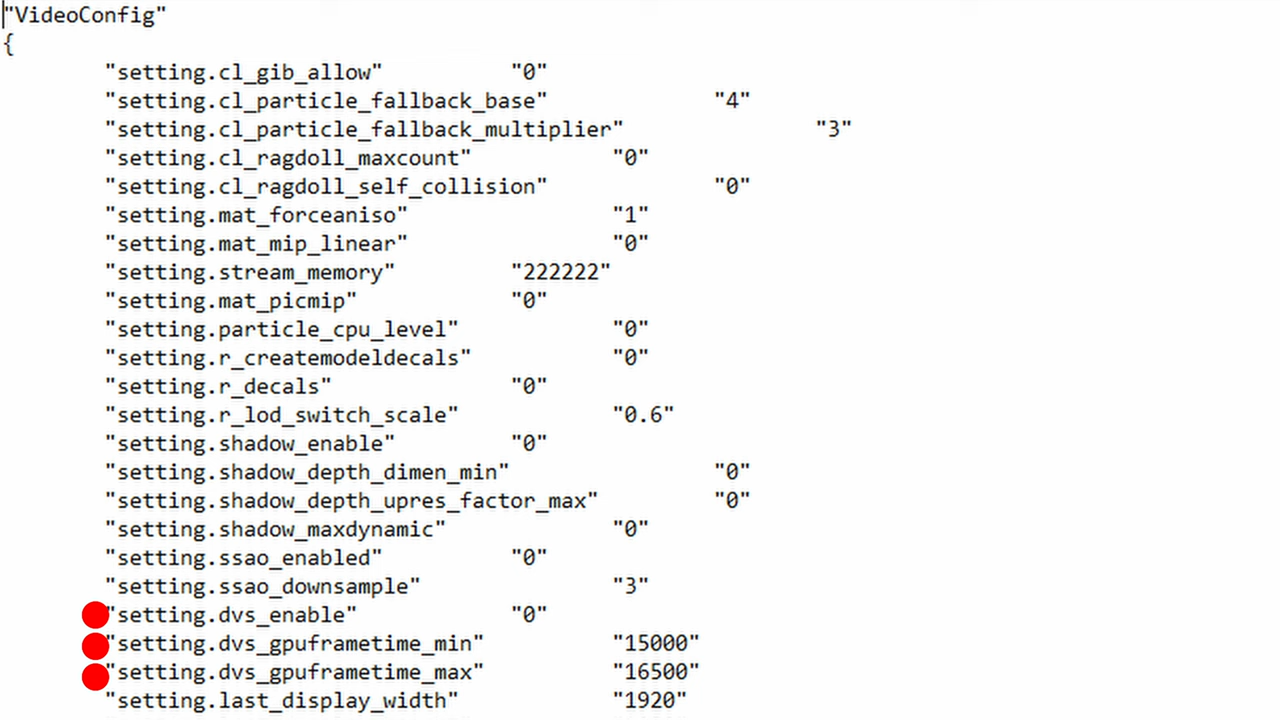 "VideoConfig"
{
"setting.cl_gib_allow" "0"
"setting.cl_particle_fallback_base" "4"
"setting.cl_particle_fallback_multiplier" "3"
"setting.cl_ragdoll_maxcount" "0"
"setting.cl_ragdoll_self_collision" "0"
"setting.mat_forceaniso" "1"
"setting.mat_mip_linear" "0"
"setting.stream_memory" "222222"
"setting.mat_picmip" "0"
"setting.particle_cpu_level" "0"
"setting.r_createmodeldecals" "0"
"setting.r_decals" "0"
"setting.r_lod_switch_scale" "0.6"
"setting.shadow_enable" "0"
"setting.shadow_depth_dimen_min" "0"
"setting.shadow_depth_upres_factor_max" "0"
"setting.shadow_maxdynamic" "0"
"setting.ssao_enabled" "0"
"setting.ssao_downsample" "3"
"setting.dvs_enable" "0"
"setting.dvs_gpuframetime_min" "15000"
"setting.dvs_gpuframetime_max" "16500"
"setting.last_display_width" "1920"